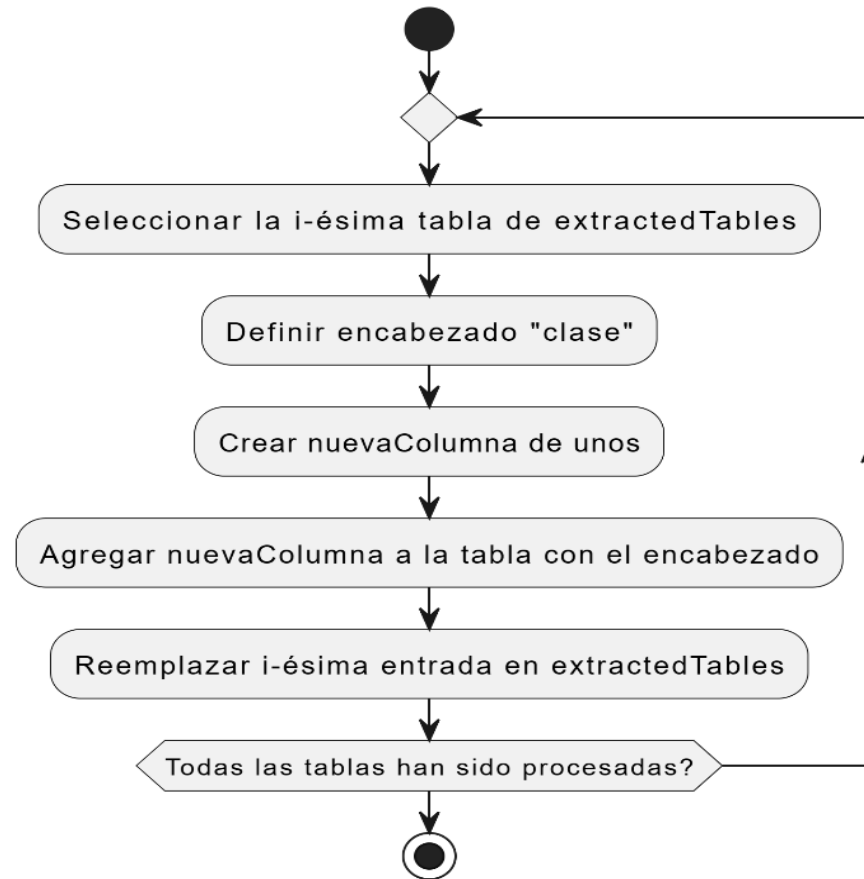 Seleccionar la i-ésima tabla de extractedTables
Definir encabezado "clase"
Crear nuevaColumna de unos
Agregar nuevaColumna a la tabla con el encabezado
Reemplazar i-ésima entrada en extractedTables
Todas las tablas han sido procesadas?